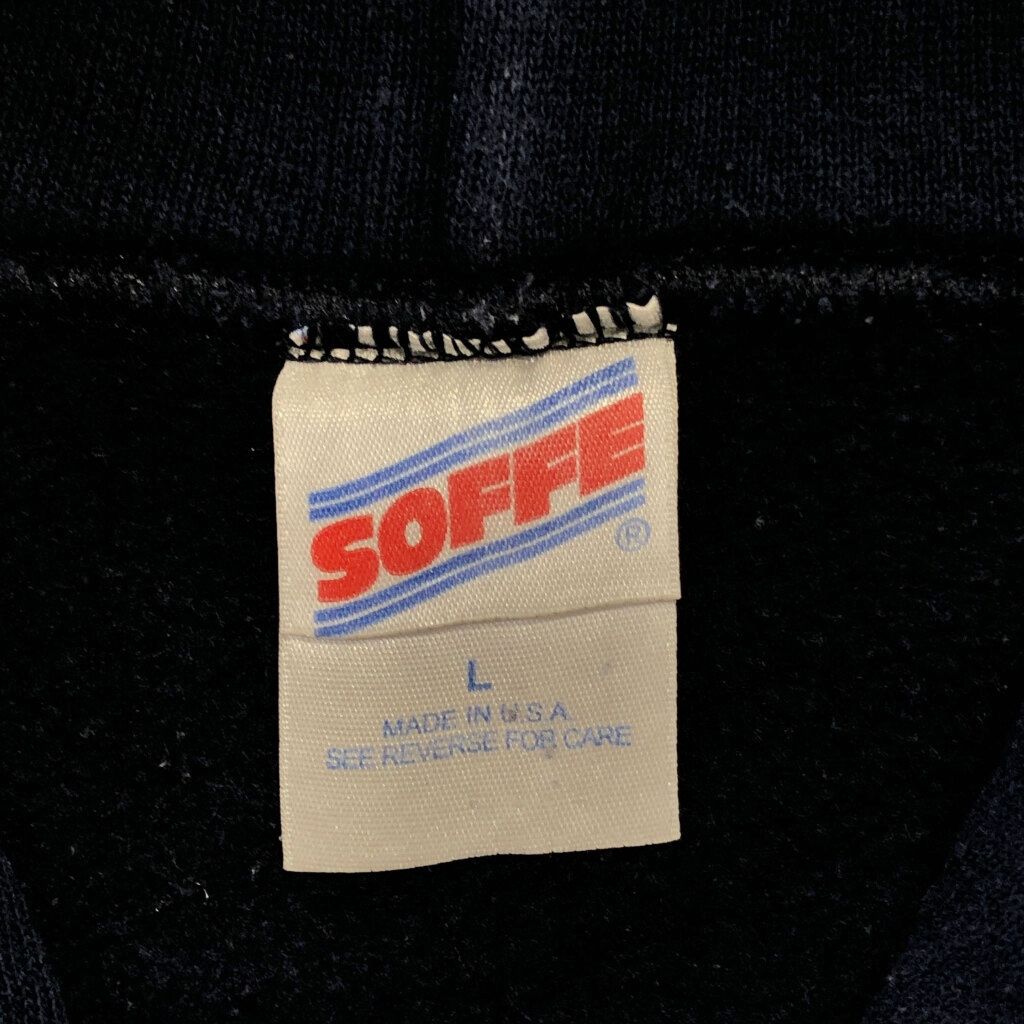 SOFFE
®
L
MADE IN U.S.A.
SEE REVERSE FOR CARE